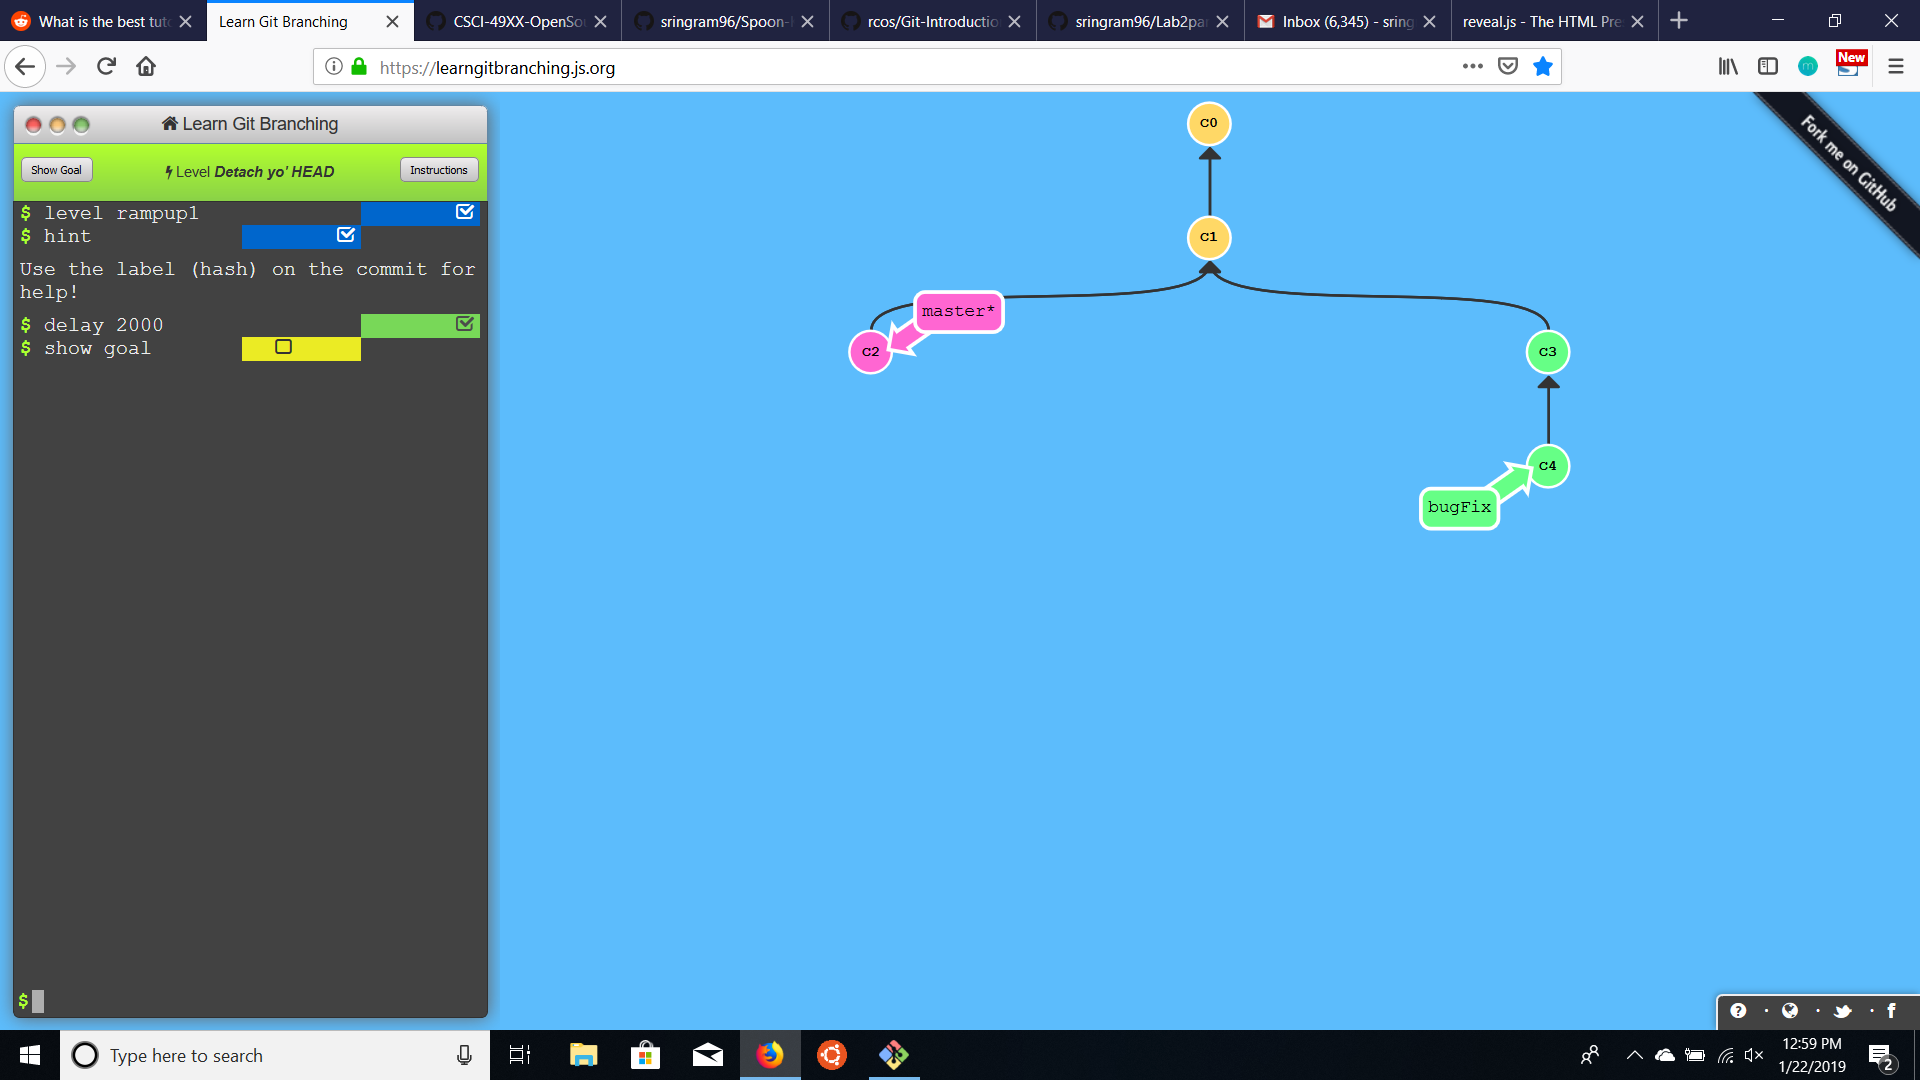 What is the best tuto
Learn Git Branching
CSCI-49XX-OpenSou
sringram96/Spoon-
rcos/Git-Introductio
sringram96/Lab2par
Inbox (6,345) - sring
reveal.js - The HTML Pre
https://learngitbranching.js.org
New
Learn Git Branching
Show Goal
Level Detach yo' HEAD
Instructions
$ level rampup1
$ hint
Use the label (hash) on the commit for
help!
$ delay 2000
$ show goal
$
C0
C1
master*
C2
C3
C4
bugFix
Fork me on GitHub
Type here to search
12:59 PM
1/22/2019
2